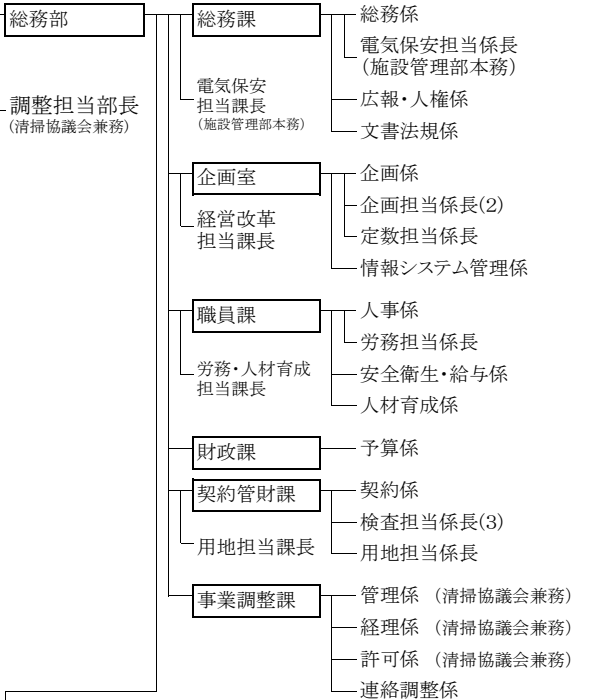 総務部
調整担当部長
(清掃協議会兼務)
総務課
電気保安
担当課長
(施設管理部本務)
総務係
電気保安担当係長
(施設管理部本務)
広報・人権係
文書法規係
企画室
経営改革
担当課長
企画係
企画担当係長(2)
定数担当係長
情報システム管理係
職員課
労務・人材育成
担当課長
人事係
労務担当係長
安全衛生・給与係
人材育成係
財政課
予算係
契約管財課
用地担当課長
契約係
検査担当係長(3)
用地担当係長
事業調整課
管理係 (清掃協議会兼務)
経理係 (清掃協議会兼務)
許可係 (清掃協議会兼務)
連絡調整係